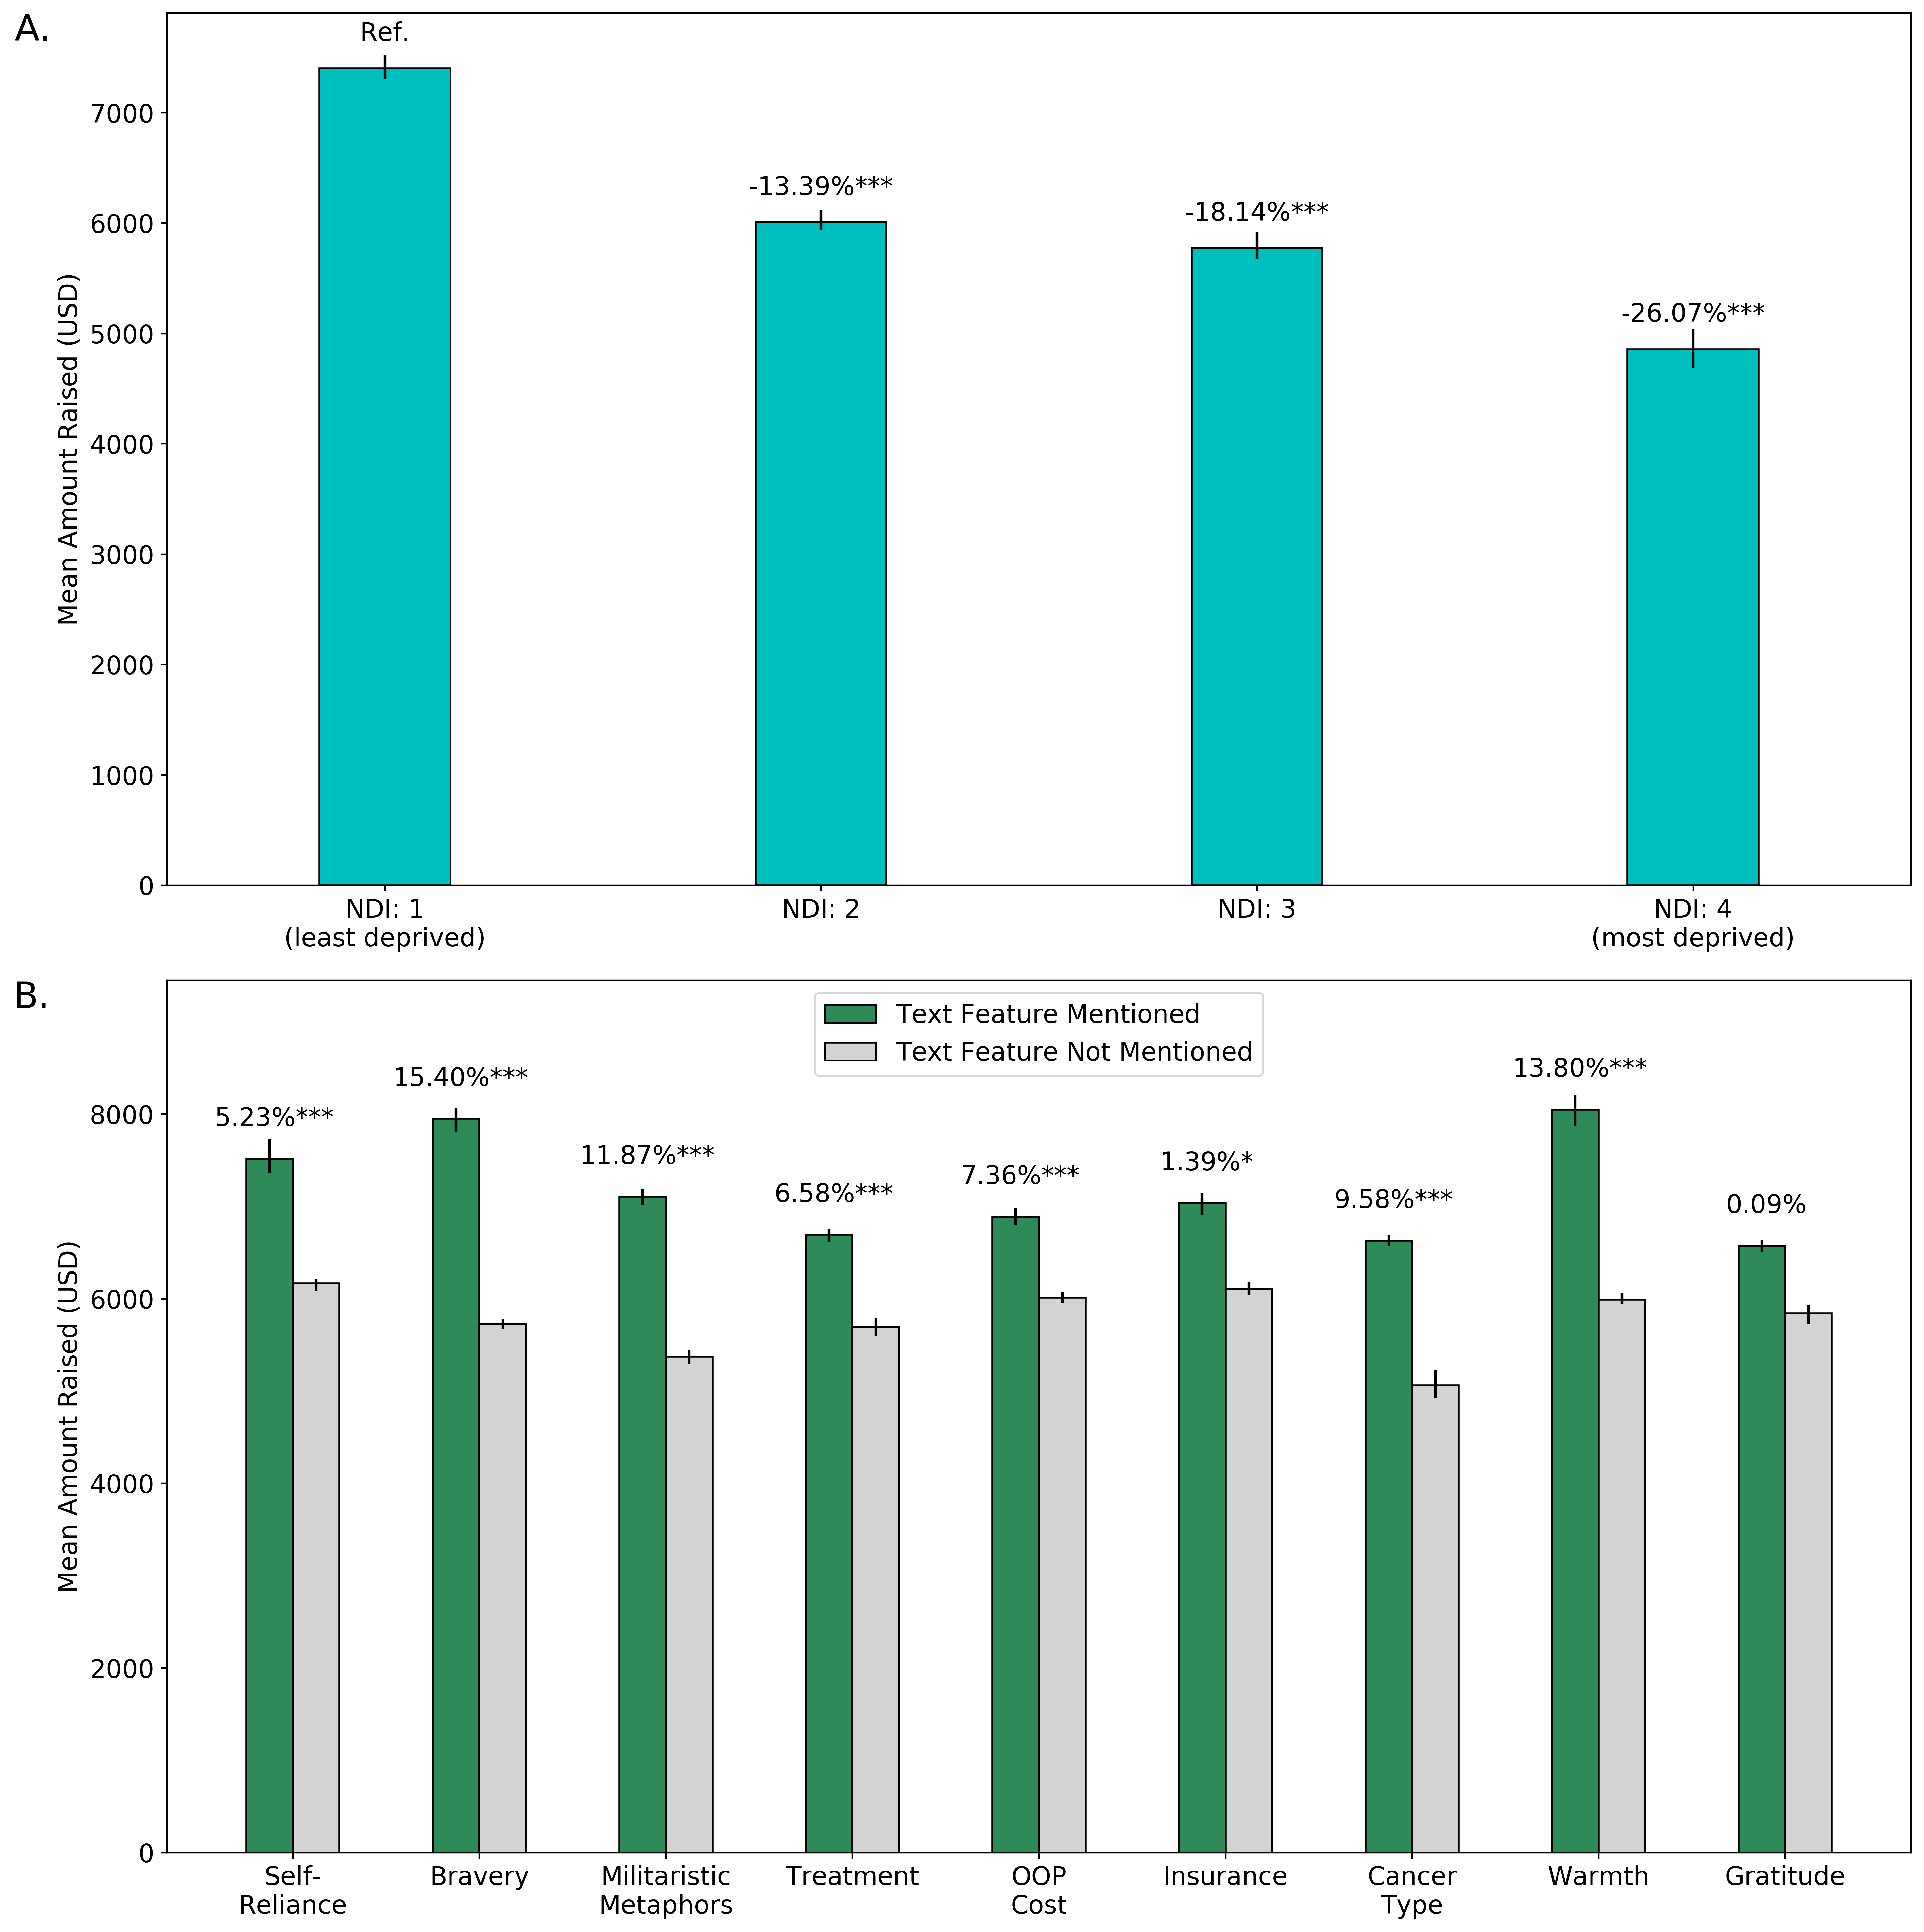 A.
Ref.
-13.39%***
-18.14%***
-26.07%***
Mean Amount Raised (USD)
7000
6000
5000
4000
3000
2000
1000
0
NDI: 1
(least deprived)
NDI: 2
NDI: 3
NDI: 4
(most deprived)
B.
Text Feature Mentioned
Text Feature Not Mentioned
5.23%***
15.40%***
11.87%***
6.58%***
7.36%***
1.39%*
9.58%***
13.80%***
0.09%
Mean Amount Raised (USD)
8000
6000
4000
2000
0
Self-
Reliance
Bravery
Militaristic
Metaphors
Treatment
OOP
Cost
Insurance
Cancer
Type
Warmth
Gratitude